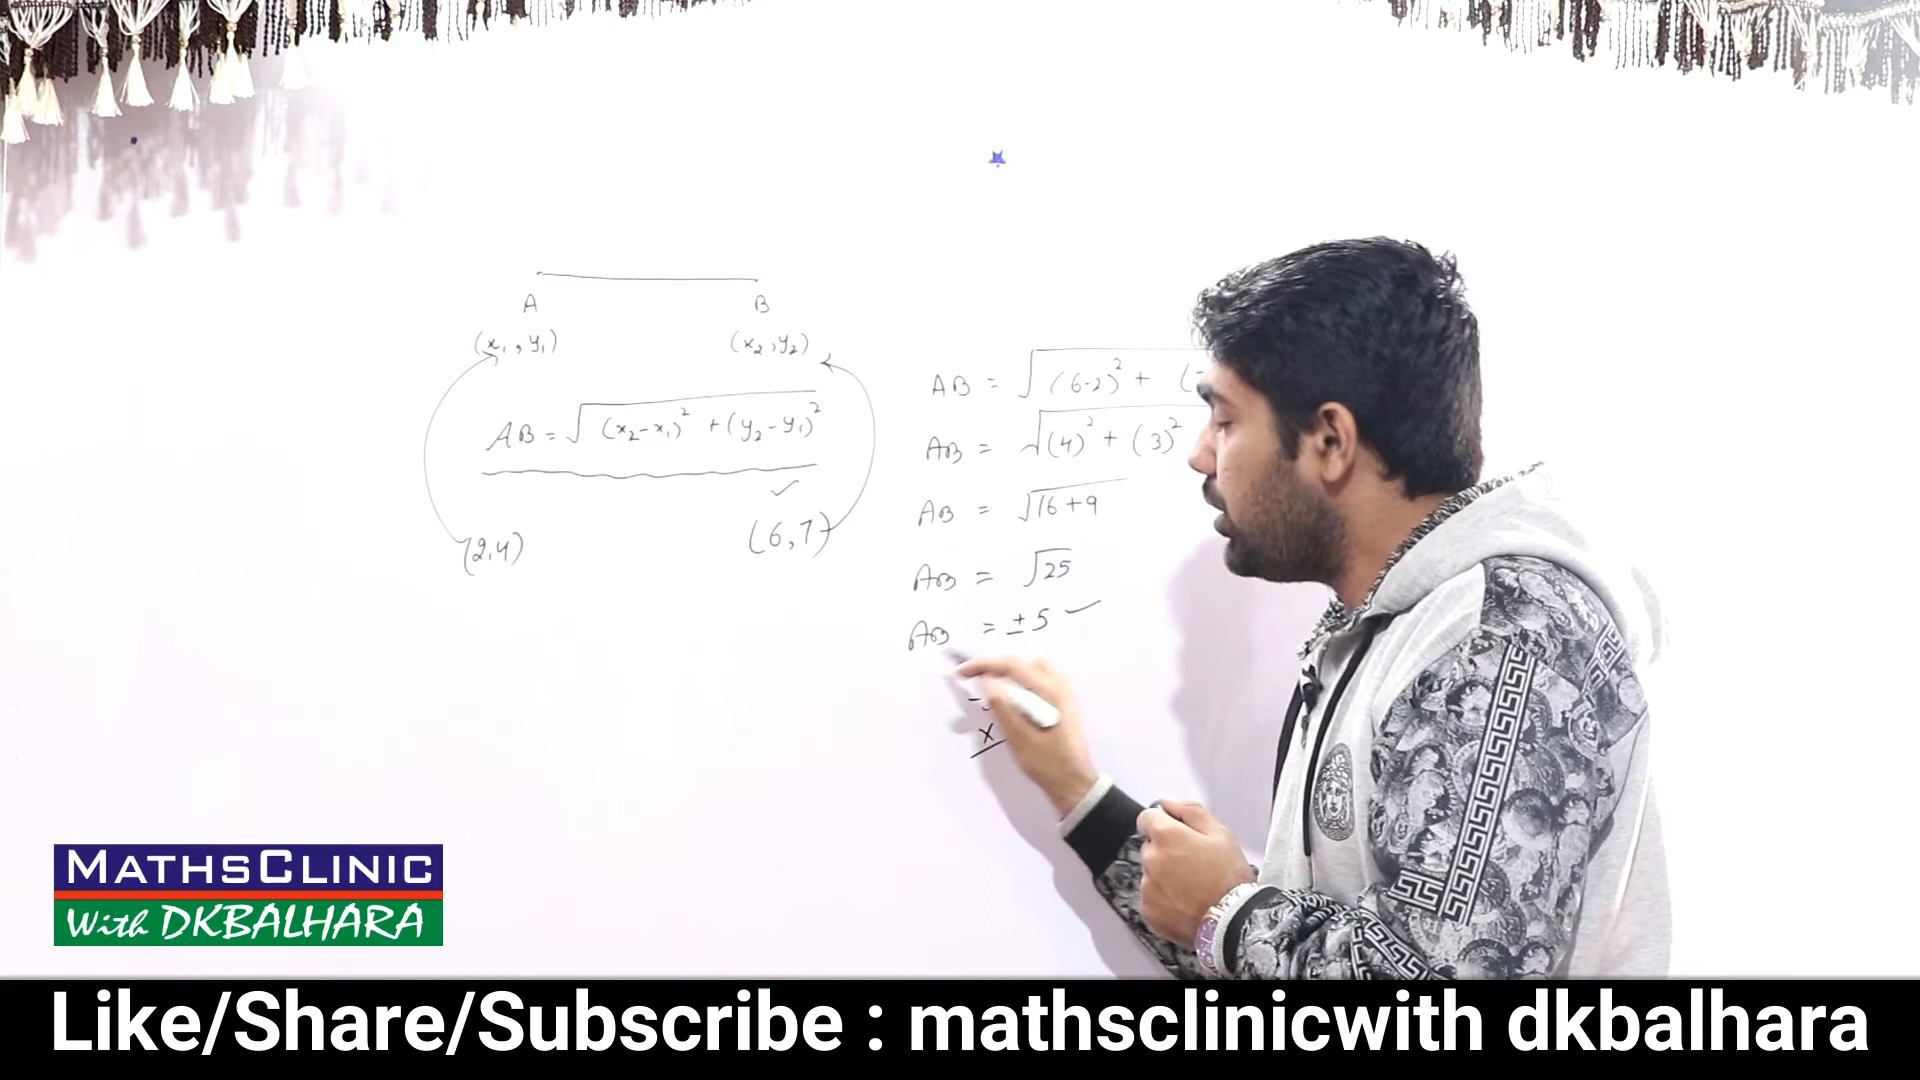 A B
(x₁, y₁) (x₂, y₂)
AB = √(x₂-x₁)² + (y₂-y₁)²
✓
(2,4) (6,7)
AB = √(6-2)² + (
AB = √(4)² + (3)²
AB = √16+9
AB = √25
AB = ±5 ✓
x
MATHSCLINIC
With DKBALHARA
Like/Share/Subscribe : mathsclinicwith dkbalhara